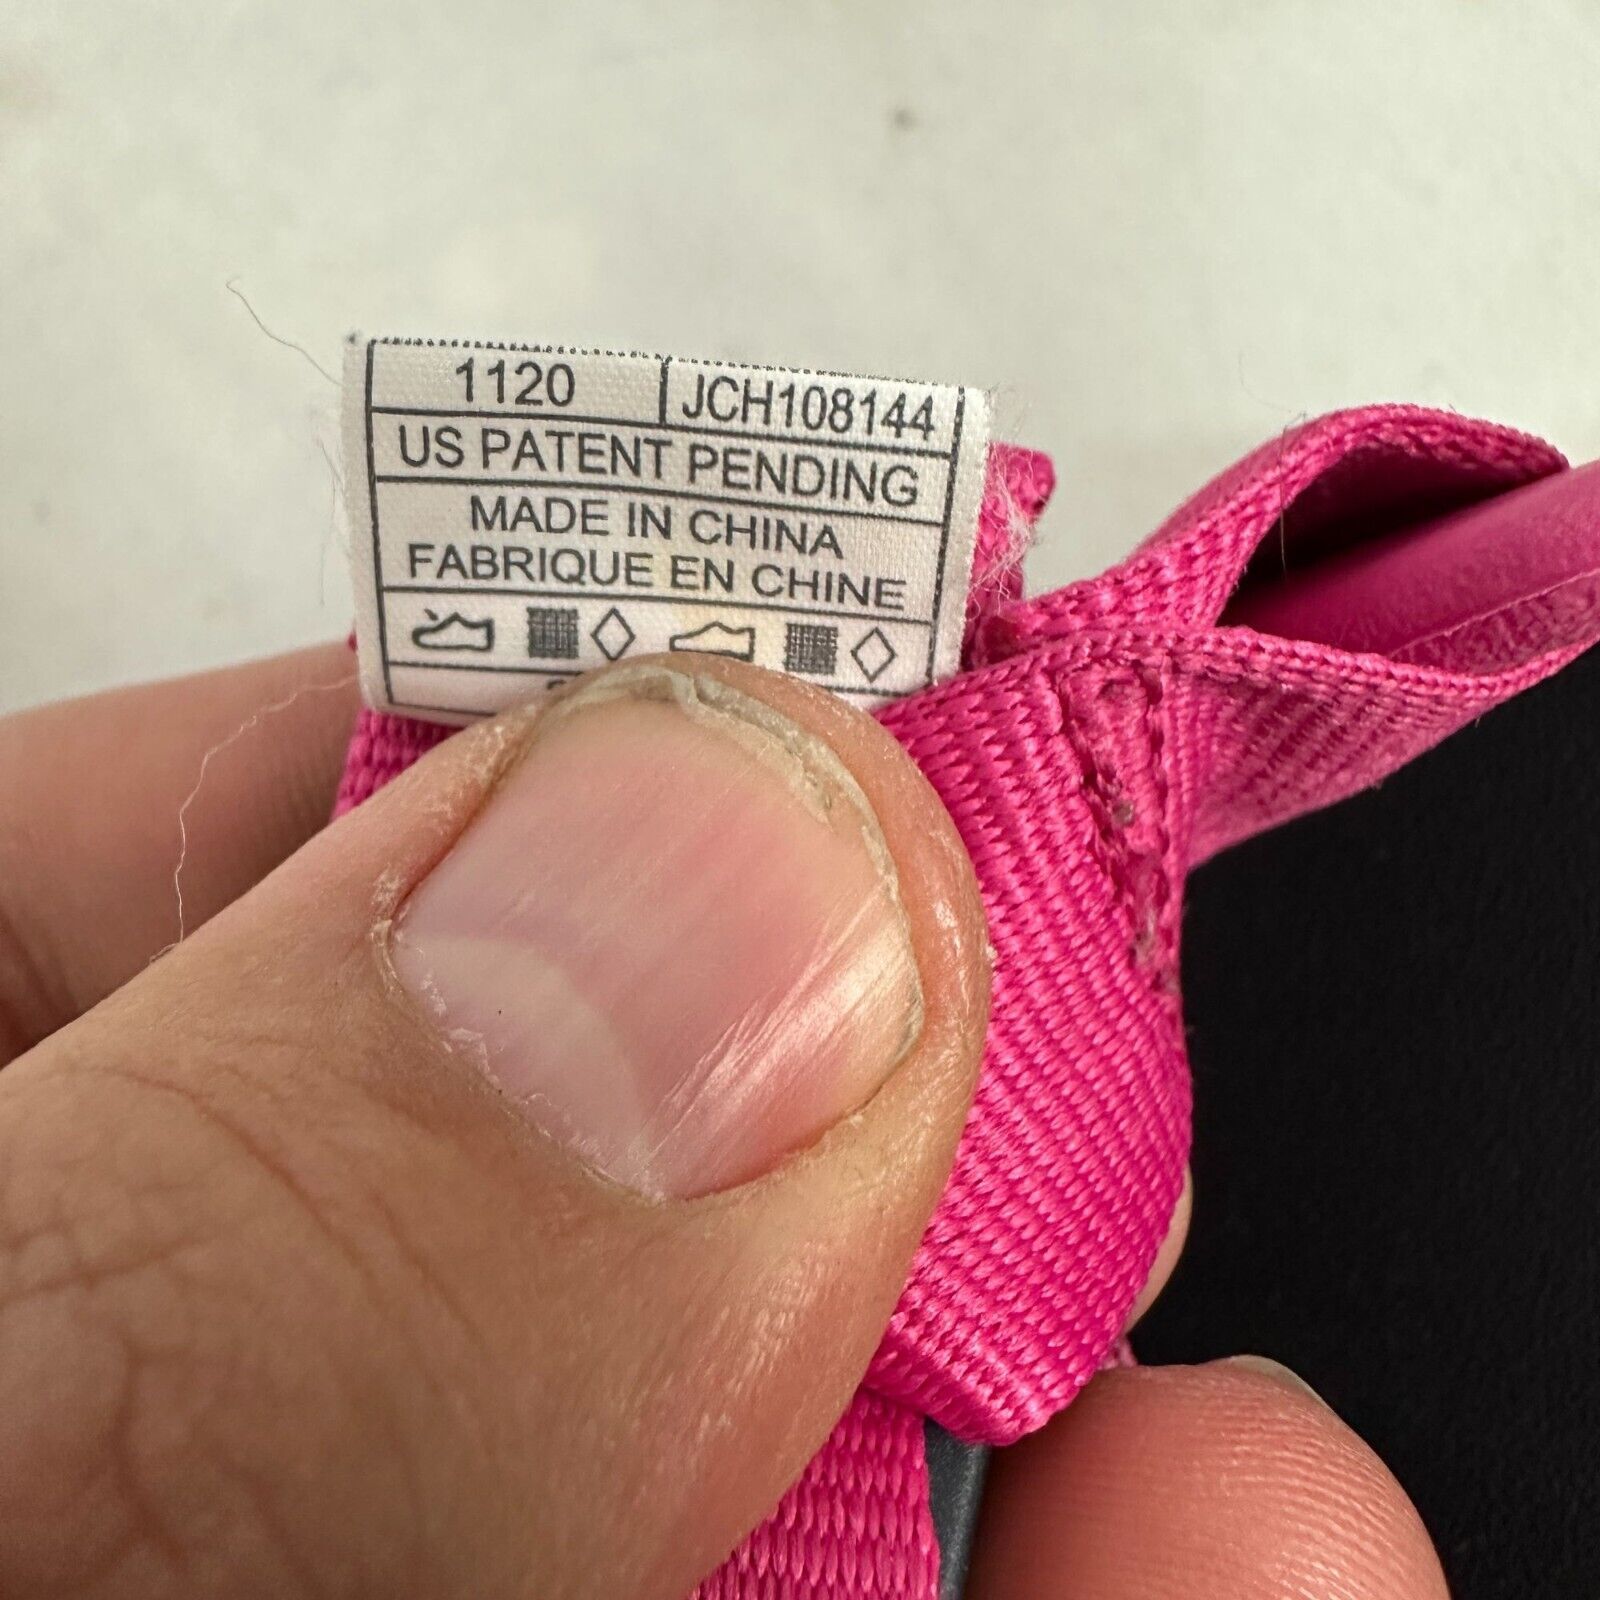 1120 JCH108144
US PATENT PENDING
MADE IN CHINA
FABRIQUE EN CHINE